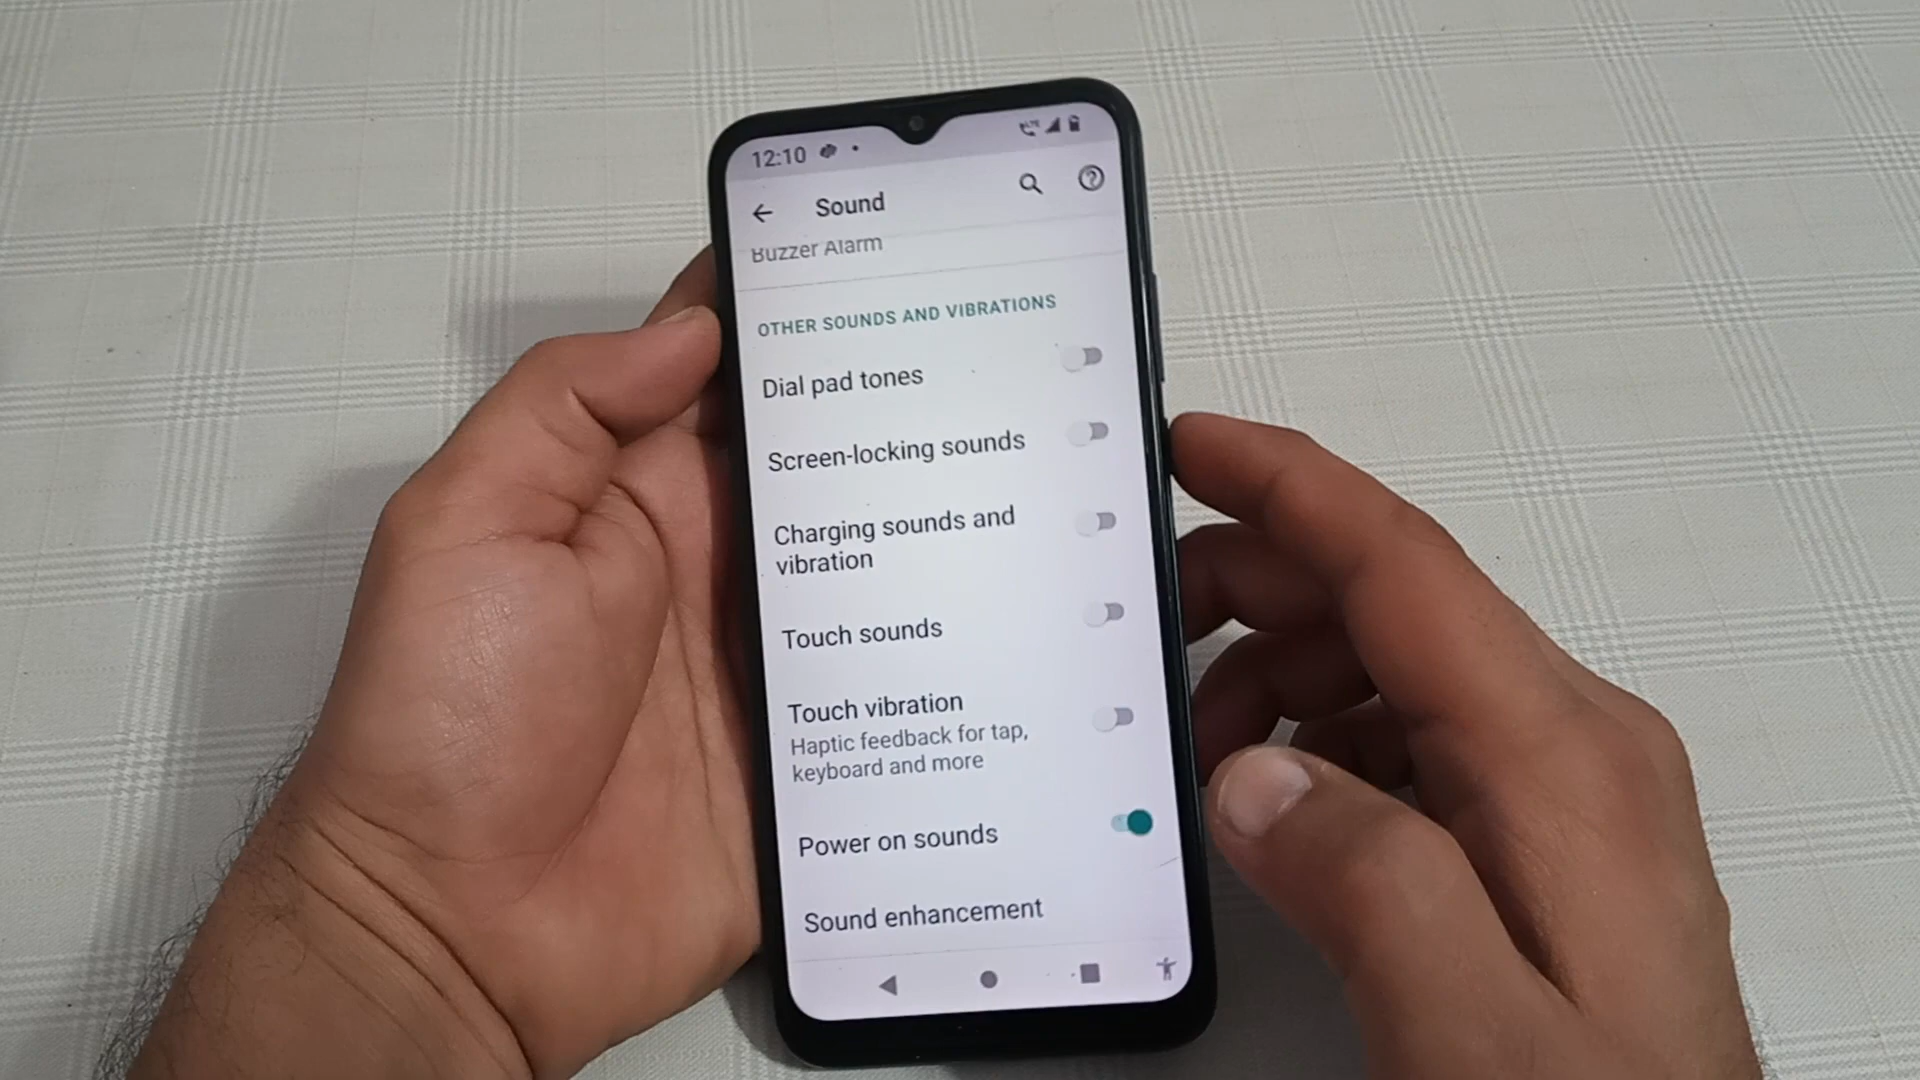 12:10
LTE
Sound
Buzzer Alarm
OTHER SOUNDS AND VIBRATIONS
Dial pad tones
Screen-locking sounds
Charging sounds and
vibration
Touch sounds
Touch vibration
Haptic feedback for tap,
keyboard and more
Power on sounds
Sound enhancement